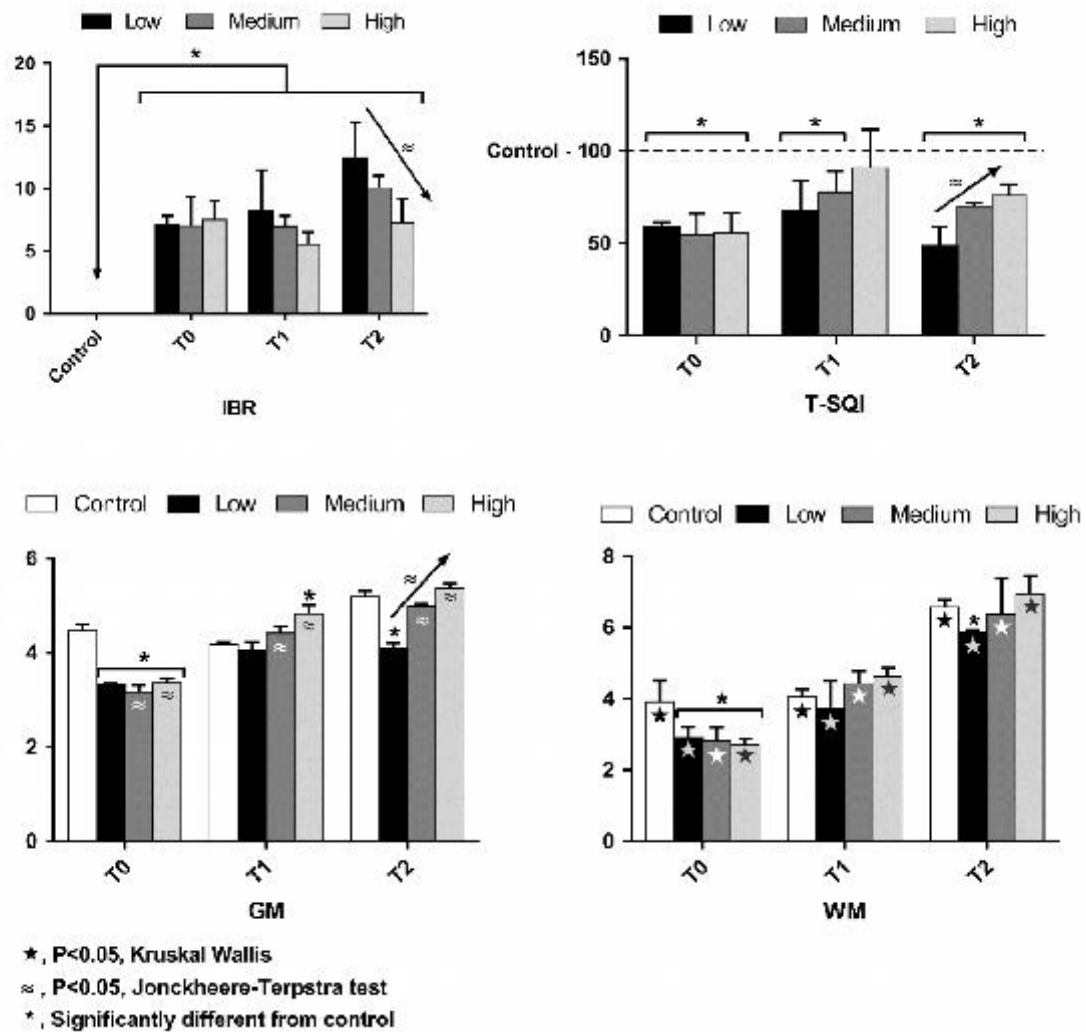 Low Medium High
*
20
15
10
5
0
≈
Control T0 T1 T2
IBR
Low Medium High
150
Control - 100
50
0
* * *
≈
T0 T1 T2
T-SQI
Control Low Medium High
6
4
2
0
* * *
≈ ≈ ≈ ≈ ≈ ≈ ≈
T0 T1 T2
GM
Control Low Medium High
8
6
4
2
0
* *
★ ★ ★ ★ ★ ★ ★ ★ ★ ★ ★ ★
T0 T1 T2
WM
★, P<0.05, Kruskal Wallis
≈ , P<0.05, Jonckheere-Terpstra test
* , Significantly different from control